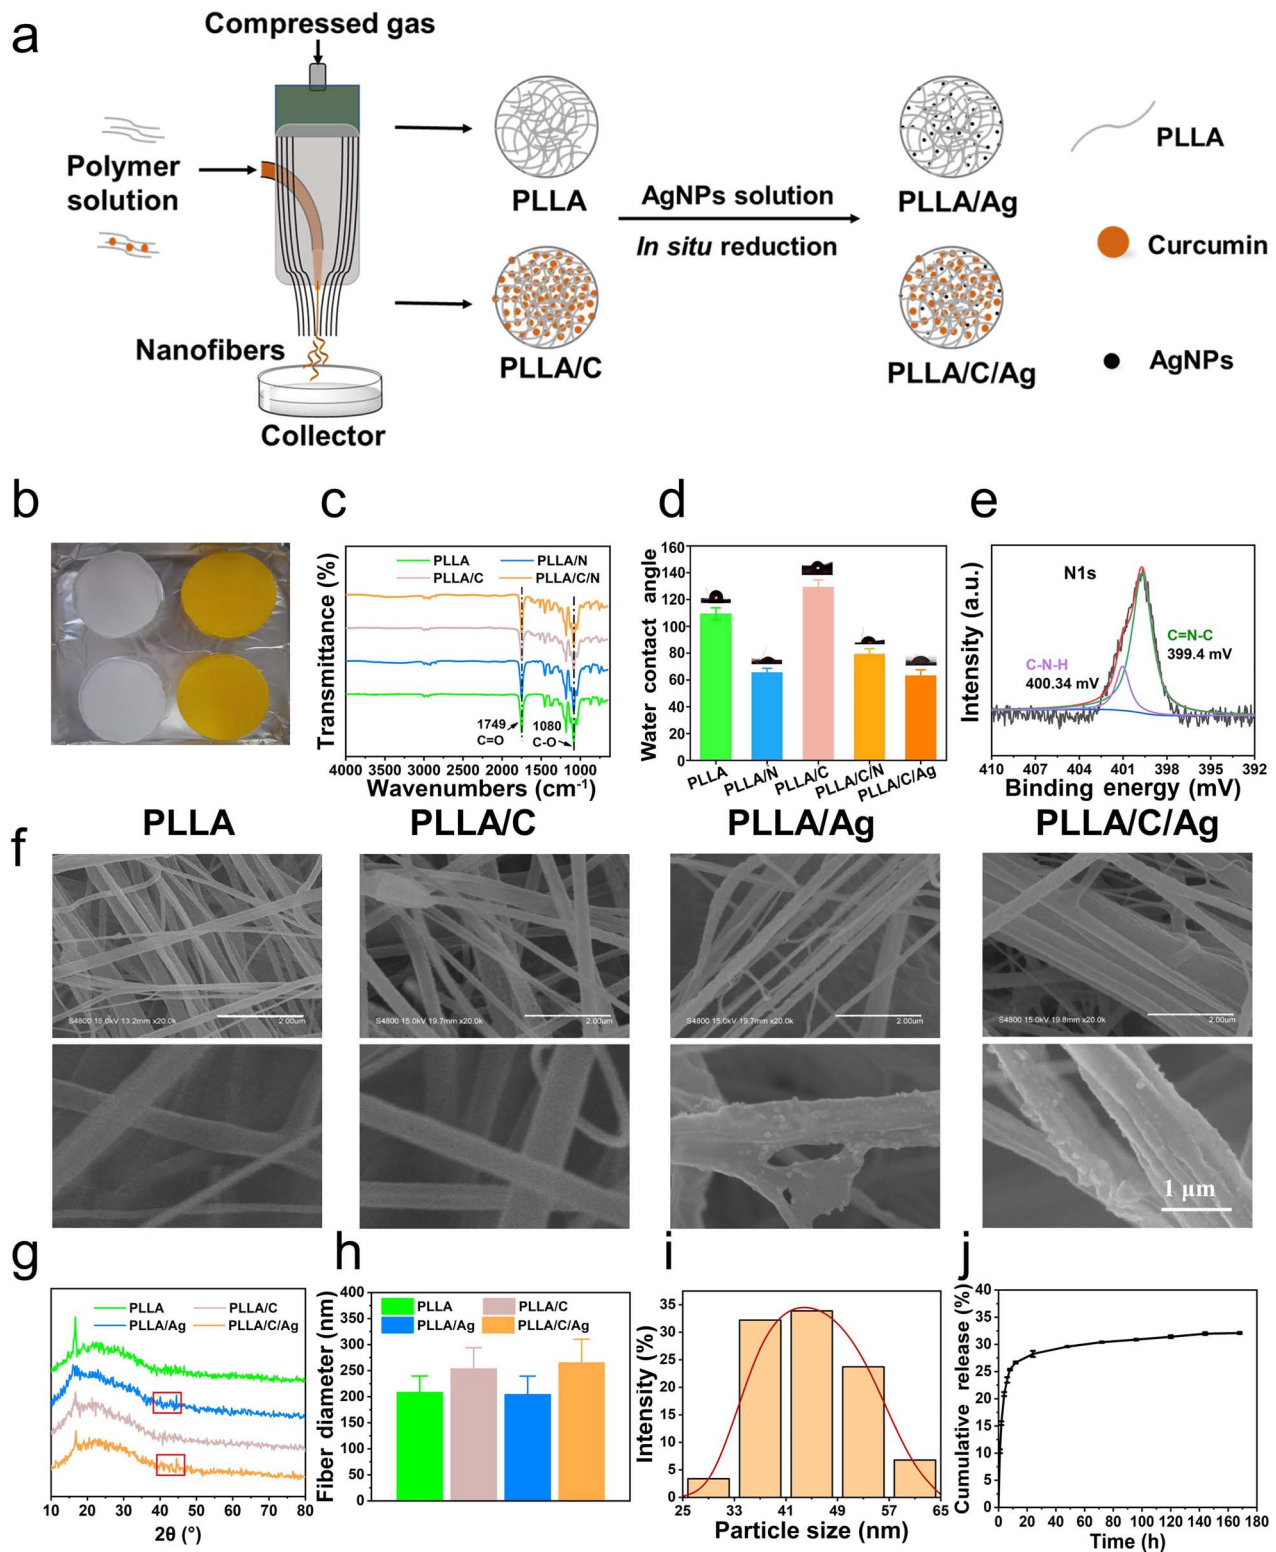 a
Compressed gas
Polymer
solution
Nanofibers
Collector
PLLA
PLLA/C
AgNPs solution
In situ reduction
PLLA/Ag
PLLA/C/Ag
PLLA
Curcumin
AgNPs
b
c
Transmittance (%)
PLLA
PLLA/N
PLLA/C
PLLA/C/N
1749
C=O
1080
C-O
4000 3500 3000 2500 2000 1500 1000
Wavenumbers (cm-1)
d
Water contact angle
160
140
120
100
80
60
40
20
0
PLLA
PLLA/N
PLLA/C
PLLA/C/N
PLLA/C/Ag
e
Intensity (a.u.)
N1s
C=N-C
399.4 mV
C-N-H
400.34 mV
410 407 404 401 398 395 392
Binding energy (mV)
f
PLLA
PLLA/C
PLLA/Ag
PLLA/C/Ag
S4800 15.0kV 13.2mm x20.0k 2.00um
S4800 15.0kV 19.7mm x20.0k 2.00um
S4800 15.0kV 19.7mm x20.0k 2.00um
S4800 15.0kV 19.8mm x20.0k 2.00um
1 μm
g
PLLA
PLLA/C
PLLA/Ag
PLLA/C/Ag
10 20 30 40 50 60 70 80
2θ (°)
h
Fiber diameter (nm)
400
350
300
250
200
150
100
50
0
PLLA
PLLA/C
PLLA/Ag
PLLA/C/Ag
i
Intensity (%)
35
30
25
20
15
10
5
0
25 33 41 49 57 65
Particle size (nm)
j
Cumulative release (%)
40
35
30
25
20
15
10
5
0
0 20 40 60 80 100 120 140 160 180
Time (h)